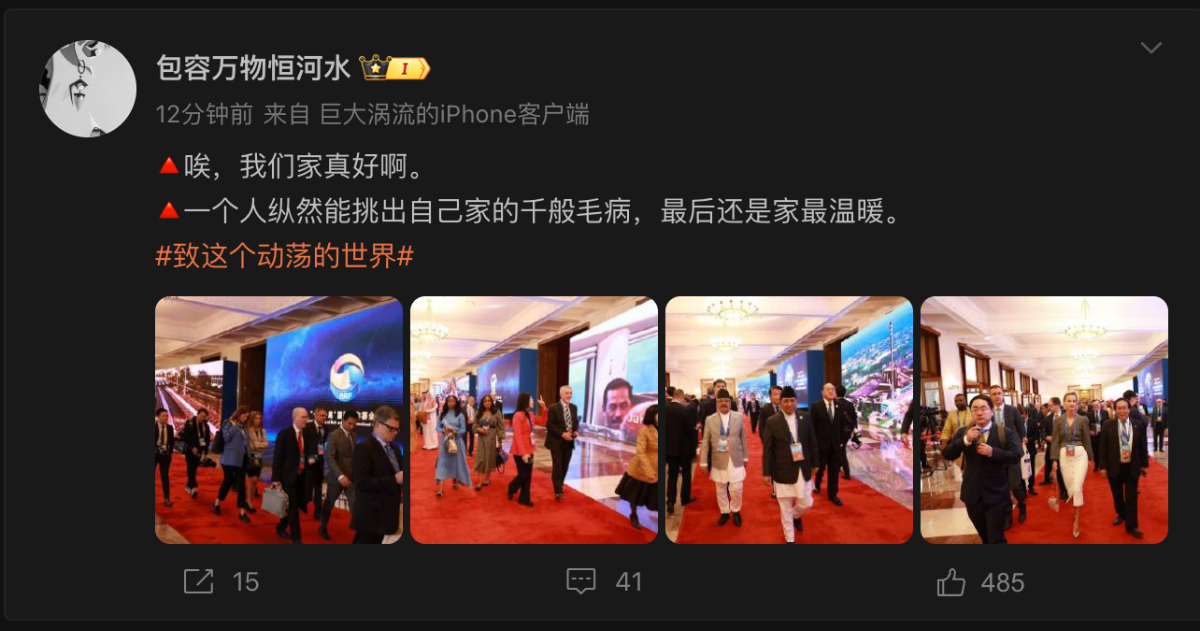 包容万物恒河水
I
12分钟前 来自 巨大涡流的iPhone客户端
🔺唉，我们家真好啊。
🔺一个人纵然能挑出自己家的千般毛病，最后还是家最温暖。
#致这个动荡的世界#
BRF
15
41
485